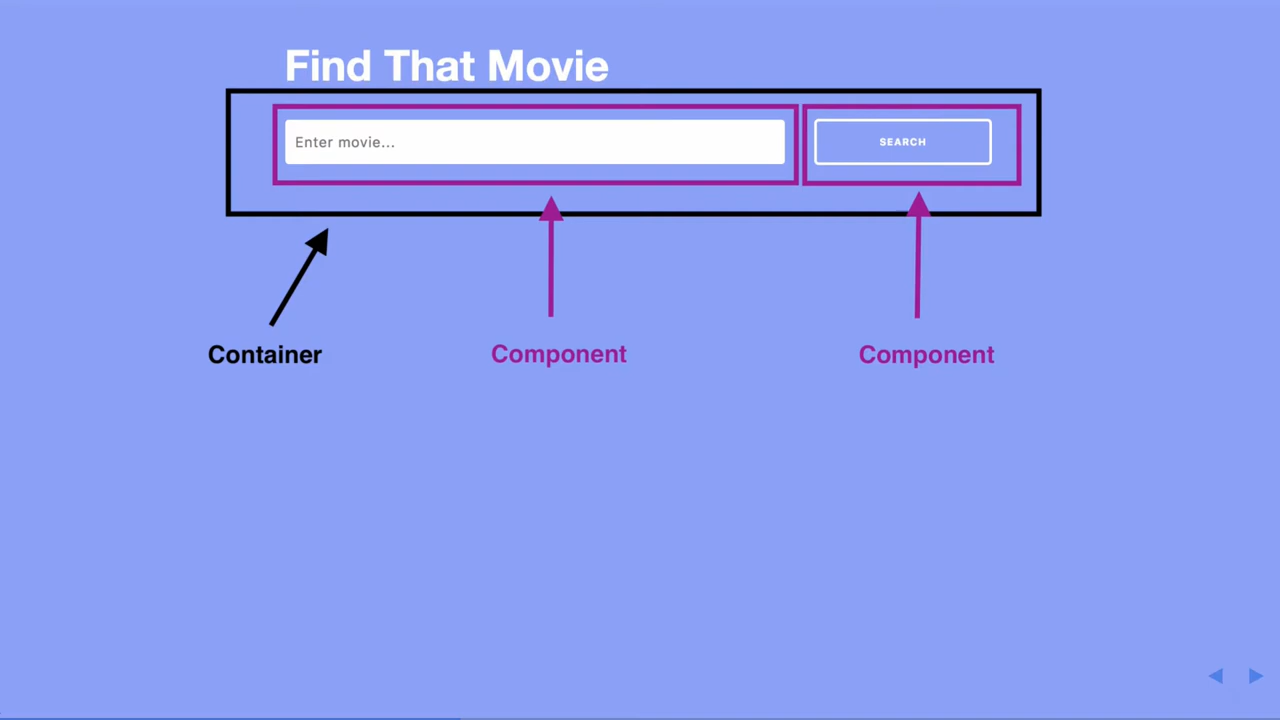 Find That Movie
Enter movie...
SEARCH
Container
Component
Component